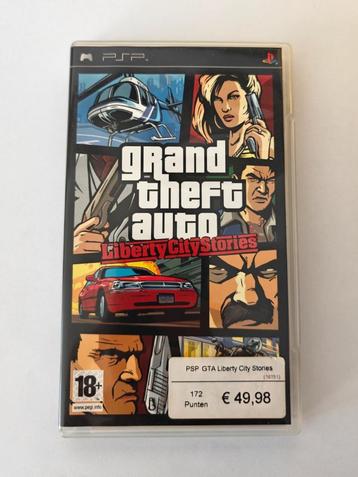 PSP
grand
theft
auto
Liberty City Stories
18+
www.pegi.info
PSP GTA Liberty City Stories
172
Punten
€ 49,98